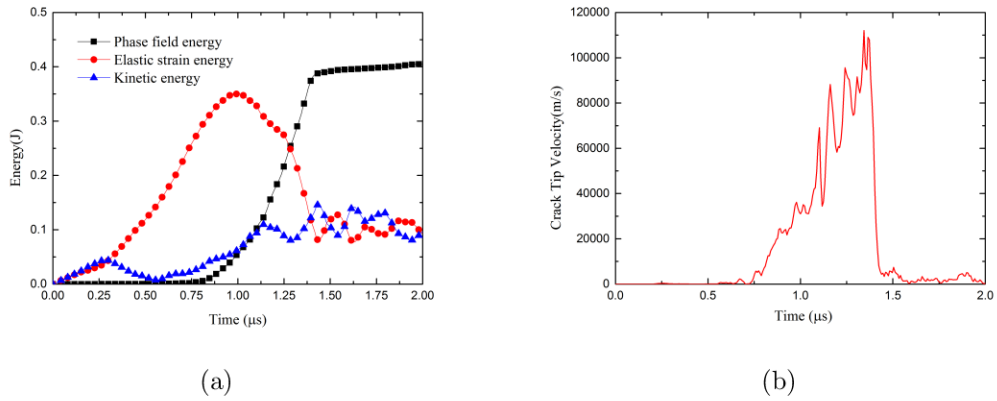 0.5
0.4
0.3
0.2
0.1
0.0
Energy(J)
Phase field energy
Elastic strain energy
Kinetic energy
0.00 0.25 0.50 0.75 1.00 1.25 1.50 1.75 2.00
Time (μs)
(a)
120000
100000
80000
60000
40000
20000
0
Crack Tip Velocity(m/s)
0.0 0.5 1.0 1.5 2.0
Time (μs)
(b)